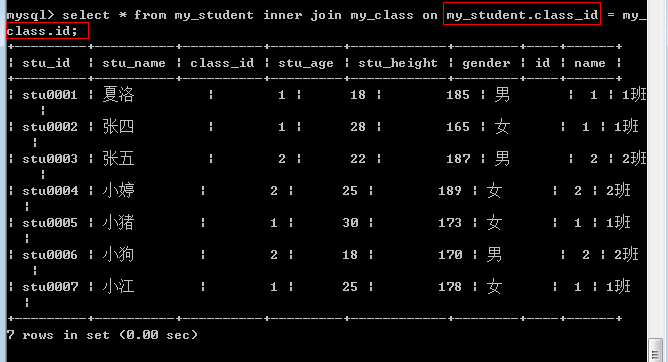 mysql> select * from my_student inner join my_class on my_student.class_id = my_
class.id;
+---------+----------+----------+---------+------------+--------+----+------+
¦ stu_id ¦ stu_name ¦ class_id ¦ stu_age ¦ stu_height ¦ gender ¦ id ¦ name ¦
+---------+----------+----------+---------+------------+--------+----+------+
¦ stu0001 ¦ 夏洛 ¦ 1 ¦ 18 ¦ 185 ¦ 男 ¦ 1 ¦ 1班
¦
¦ stu0002 ¦ 张四 ¦ 1 ¦ 28 ¦ 165 ¦ 女 ¦ 1 ¦ 1班
¦
¦ stu0003 ¦ 张五 ¦ 2 ¦ 22 ¦ 187 ¦ 男 ¦ 2 ¦ 2班
¦
¦ stu0004 ¦ 小婷 ¦ 2 ¦ 25 ¦ 189 ¦ 女 ¦ 2 ¦ 2班
¦
¦ stu0005 ¦ 小猪 ¦ 1 ¦ 30 ¦ 173 ¦ 女 ¦ 1 ¦ 1班
¦
¦ stu0006 ¦ 小狗 ¦ 2 ¦ 18 ¦ 170 ¦ 男 ¦ 2 ¦ 2班
¦
¦ stu0007 ¦ 小江 ¦ 1 ¦ 25 ¦ 178 ¦ 女 ¦ 1 ¦ 1班
¦
+---------+----------+----------+---------+------------+--------+----+------+
7 rows in set (0.00 sec)